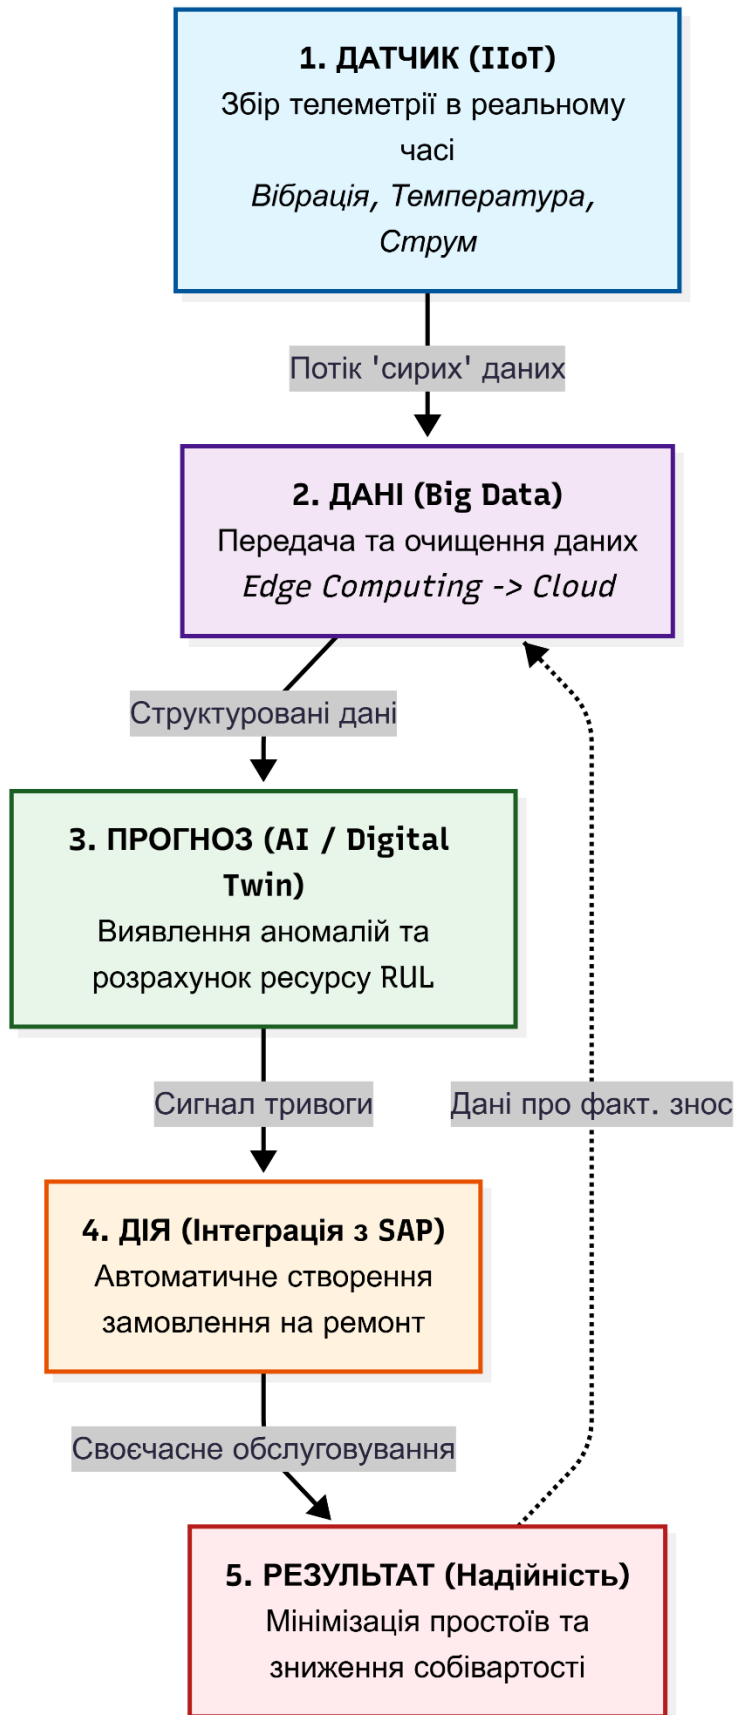 1. ДАТЧИК (IIoT)
Збір телеметрії в реальному
часі
Вібрація, Температура,
Струм
Потік 'сирих' даних
2. ДАНІ (Big Data)
Передача та очищення даних
Edge Computing -> Cloud
Структуровані дані
3. ПРОГНОЗ (AI / Digital
Twin)
Виявлення аномалій та
розрахунок ресурсу RUL
Сигнал тривоги
Дані про факт. знос
4. ДІЯ (Інтеграція з SAP)
Автоматичне створення
замовлення на ремонт
Своєчасне обслуговування
5. РЕЗУЛЬТАТ (Надійність)
Мінімізація простоїв та
зниження собівартості